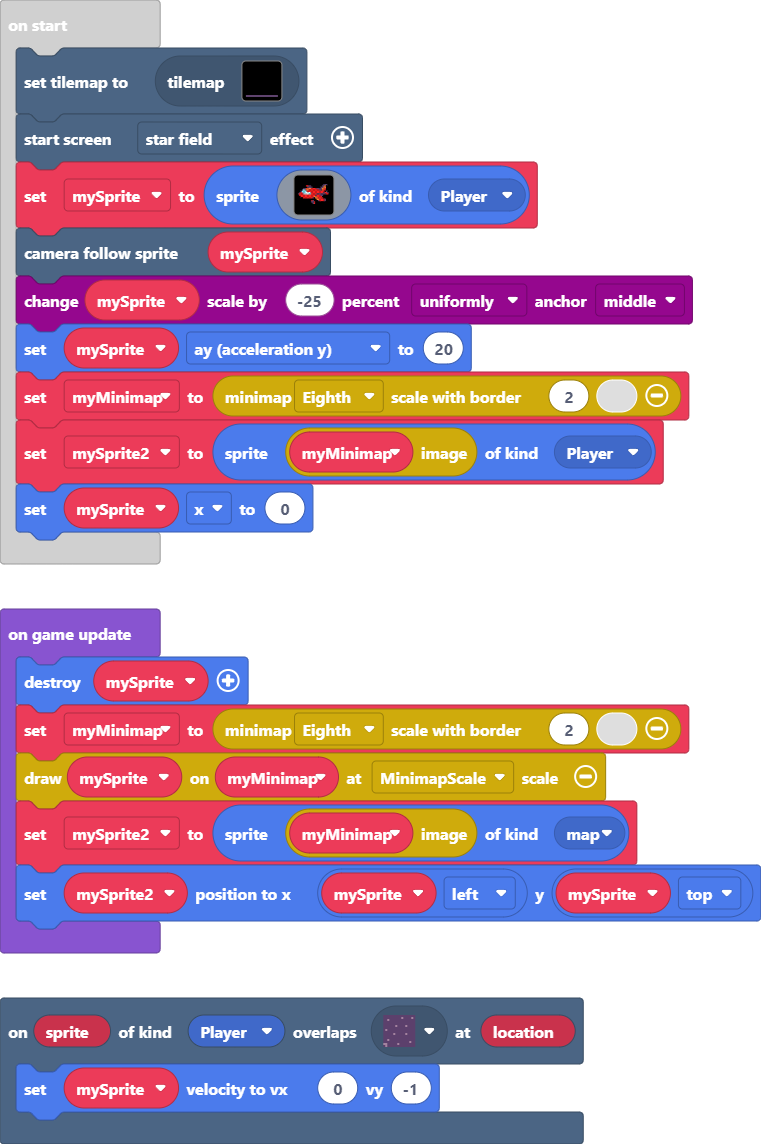 on start
set tilemap to tilemap
start screen star field effect
set mySprite to sprite of kind Player
camera follow sprite mySprite
change mySprite scale by -25 percent uniformly anchor middle
set mySprite ay (acceleration y) to 20
set myMinimap to minimap Eighth scale with border 2
set mySprite2 to sprite myMinimap image of kind Player
set mySprite x to 0
on game update
destroy mySprite
set myMinimap to minimap Eighth scale with border 2
draw mySprite on myMinimap at MinimapScale scale
set mySprite2 to sprite myMinimap image of kind map
set mySprite2 position to x mySprite left y mySprite top
on sprite of kind Player overlaps at location
set mySprite velocity to vx 0 vy -1